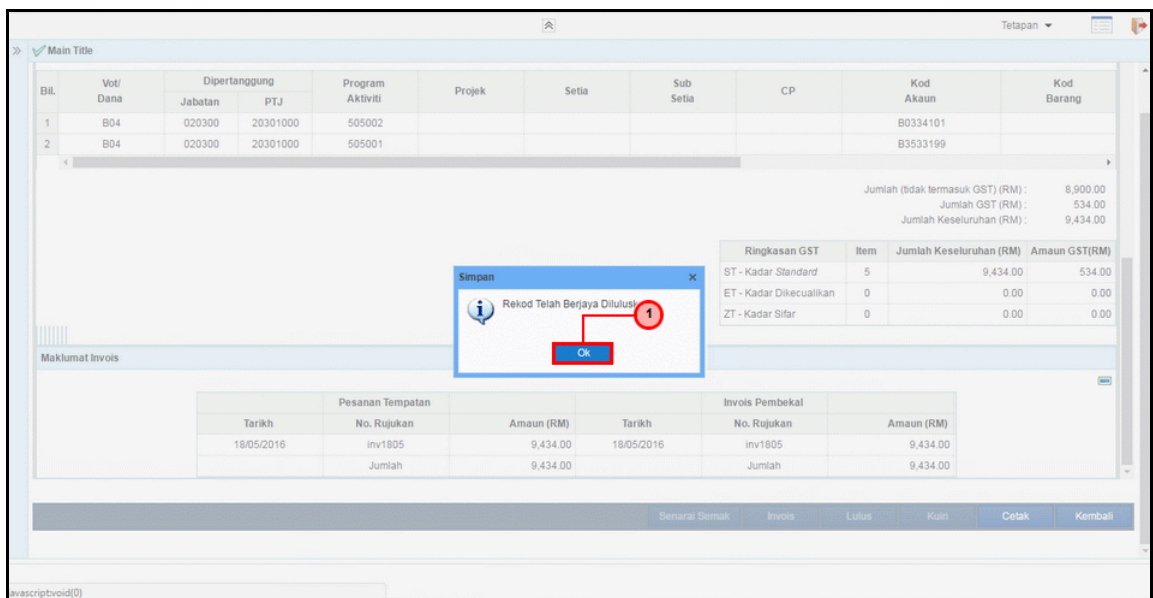 Tetapan
Main Title
Bil. Vot/ Dana Dipertanggung Program Aktiviti Projek Setia Sub Setia CP Kod Akaun Kod Barang
Jabatan PTJ
1 B04 020300 20301000 505002 B0334101
2 B04 020300 20301000 505001 B3533199
Jumlah (tidak termasuk GST) (RM) : 8,900.00
Jumlah GST (RM) : 534.00
Jumlah Keseluruhan (RM) : 9,434.00
Ringkasan GST Item Jumlah Keseluruhan (RM) Amaun GST(RM)
ST - Kadar Standard 5 9,434.00 534.00
ET - Kadar Dikecualikan 0 0.00 0.00
ZT - Kadar Sifar 0 0.00 0.00
Simpan
Rekod Telah Berjaya
1
Ok
Maklumat Invois
Pesanan Tempatan Invois Pembekal
Tarikh No. Rujukan Amaun (RM) Tarikh No. Rujukan Amaun (RM)
18/05/2016 inv1805 9,434.00 18/05/2016 inv1805 9,434.00
Jumlah 9,434.00 Jumlah 9,434.00
Senarai Semak Invois Lulus Kuiri Cetak Kembali
avascript:void(0)